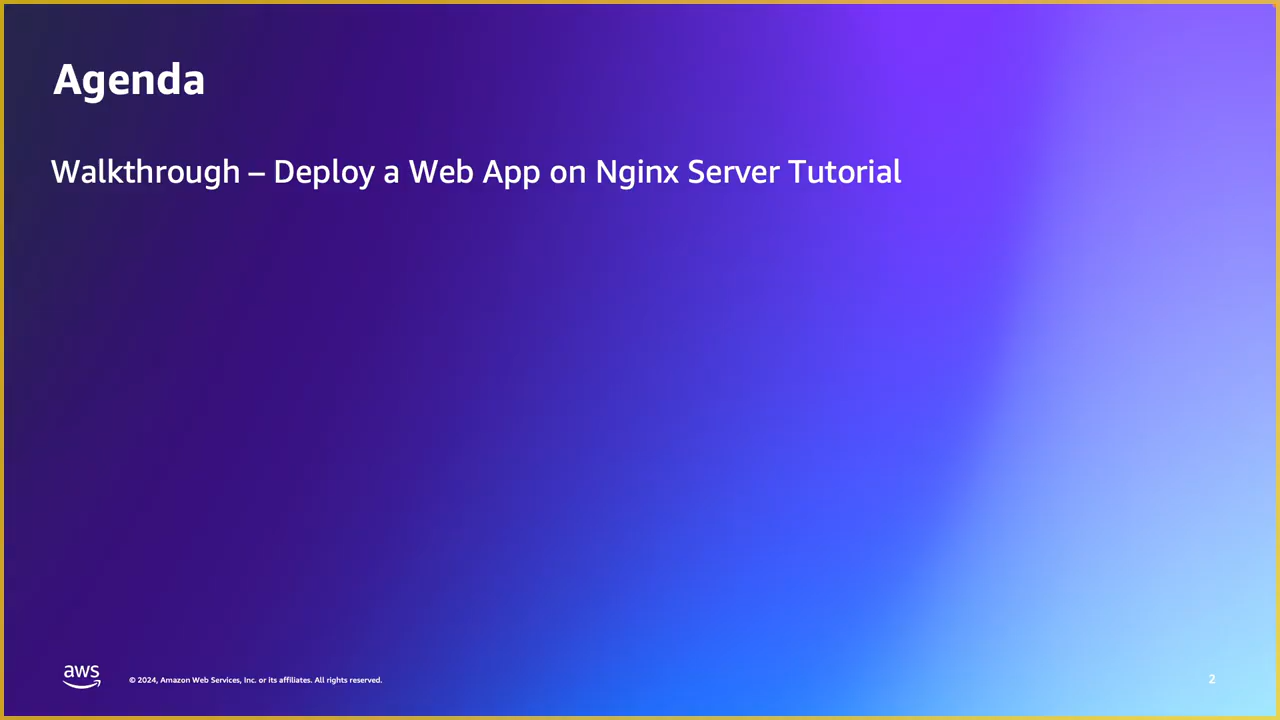 Agenda
Walkthrough – Deploy a Web App on Nginx Server Tutorial
aws
© 2024, Amazon Web Services, Inc. or its affiliates. All rights reserved.
2